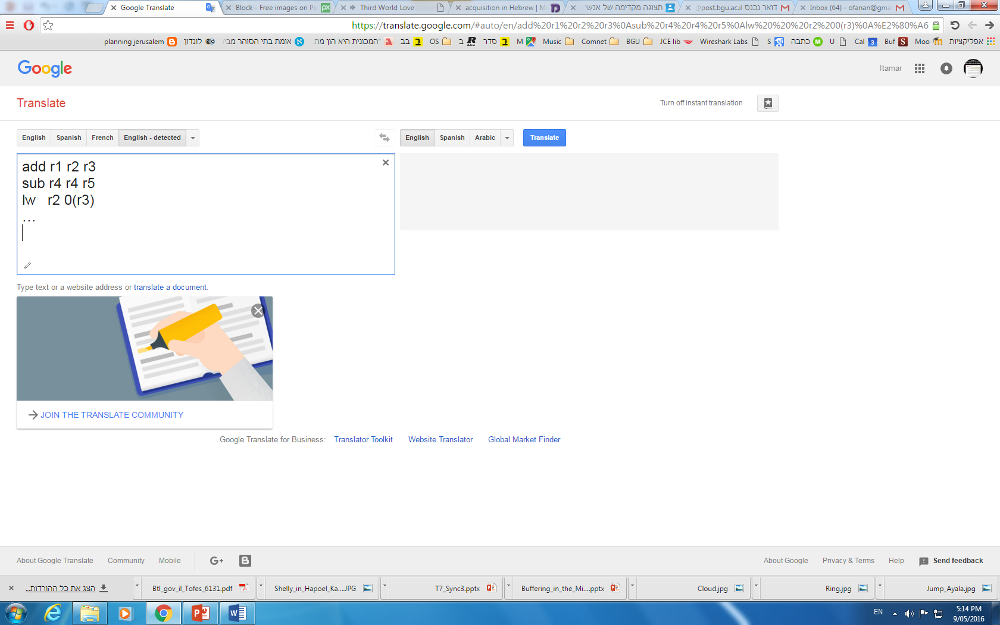 Google Translate
Block - Free images on Pi
Third World Love
acquisition in Hebrew | Mo
תצוגה מקדימה של אנשי
דואר נכנס @post.bgu.ac.il
Inbox (64) - ofanan@gma
https://translate.google.com/#auto/en/add%20r1%20r2%20r3%0Asub%20r4%20r4%20r5%0Alw%20%20%20r2%200(r3)%0A%E2%80%A6
planning jerusalem
לונדון
אומת בתי הסוהר מבי
"המכונית היא הון מת.
בב
OS
ב
סדר
M
Music
Comnet
BGU
JCE lib
Wireshark Labs
S
כתבה
U
Cal
Buf
Moo
אפליקציות
Google
Itamar
Translate
Turn off instant translation
English Spanish French English - detected
English Spanish Arabic Translate
add r1 r2 r3
sub r4 r4 r5
lw   r2 0(r3)
…
Type text or a website address or translate a document.
JOIN THE TRANSLATE COMMUNITY
Google Translate for Business: Translator Toolkit Website Translator Global Market Finder
About Google Translate Community Mobile G+ B
About Google Privacy & Terms Help Send feedback
הצג את כל ההורדות...
Btl_gov_il_Tofes_6131.pdf
Shelly_in_Hapoel_Ka....JPG
T7_Sync3.pptx
Buffering_in_the_Mi....pptx
Cloud.jpg
Ring.jpg
Jump_Ayala.jpg
EN
5:14 PM
9/05/2016